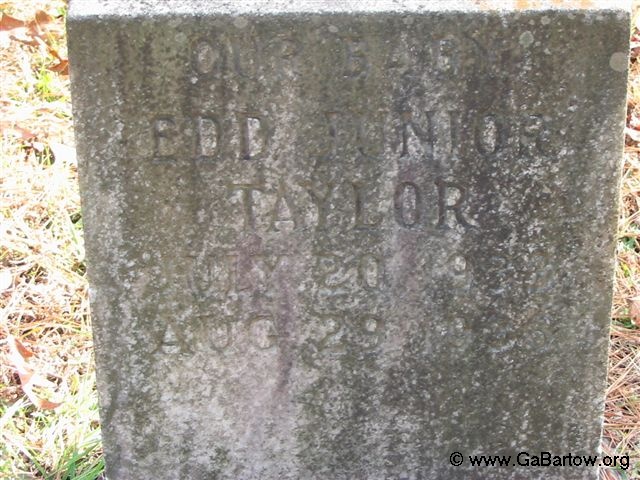 OUR BABY
EDD JUNIOR
TAYLOR
JULY 20
AUG 29
© www.GaBartow.org